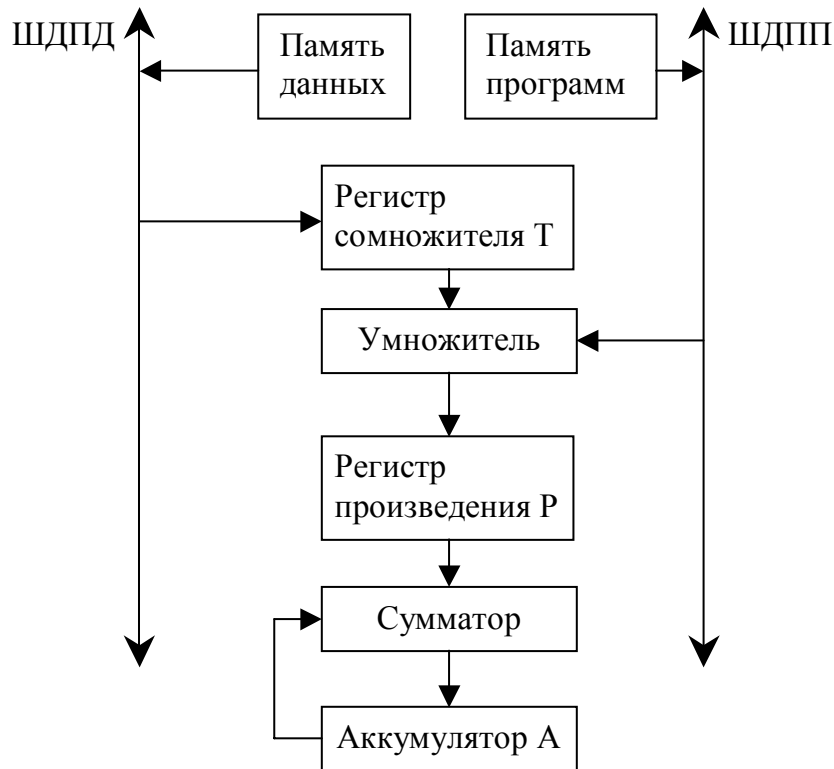 ШДПД
Память
данных
Память
программ
ШДПП
Регистр
сомножителя Т
Умножитель
Регистр
произведения Р
Сумматор
Аккумулятор А